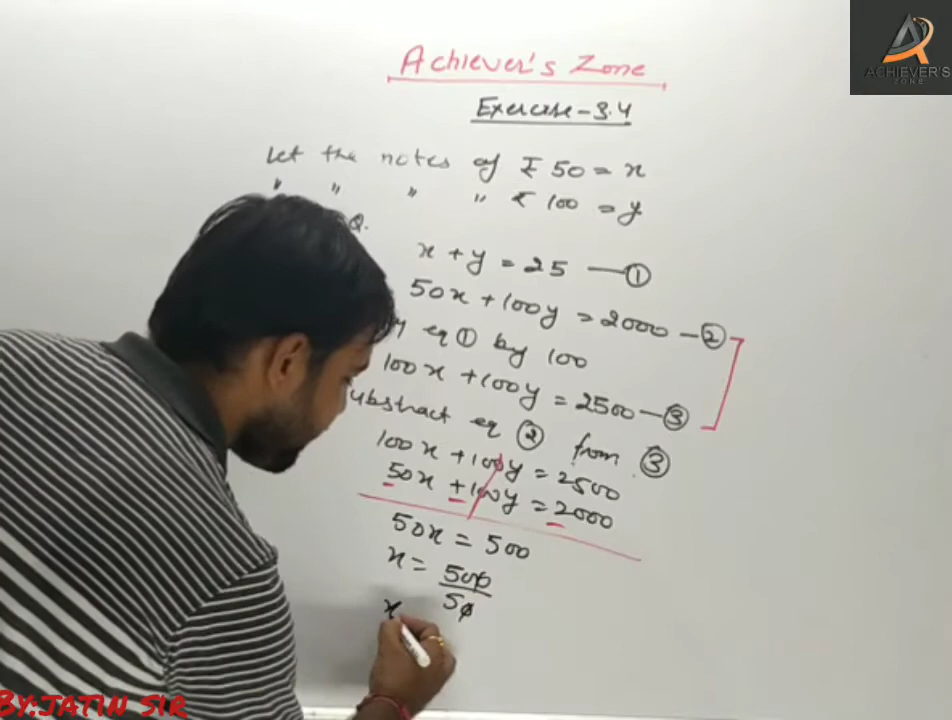 ACHIEVER'S
ZONE
Achiever's Zone
Exercise-3.4
Let the notes of ₹ 50 = x
" " " " ₹ 100 = y
Q.
x + y = 25 — ①
50x + 100y = 2000 - ②
eq ① by 100
100x + 100y = 2500 - ③
ubstract eq ② from ③
100x + 100y = 2500
50x + 100y = 2000
50x = 500
x = 500/50
x
BY:JATIN SIR